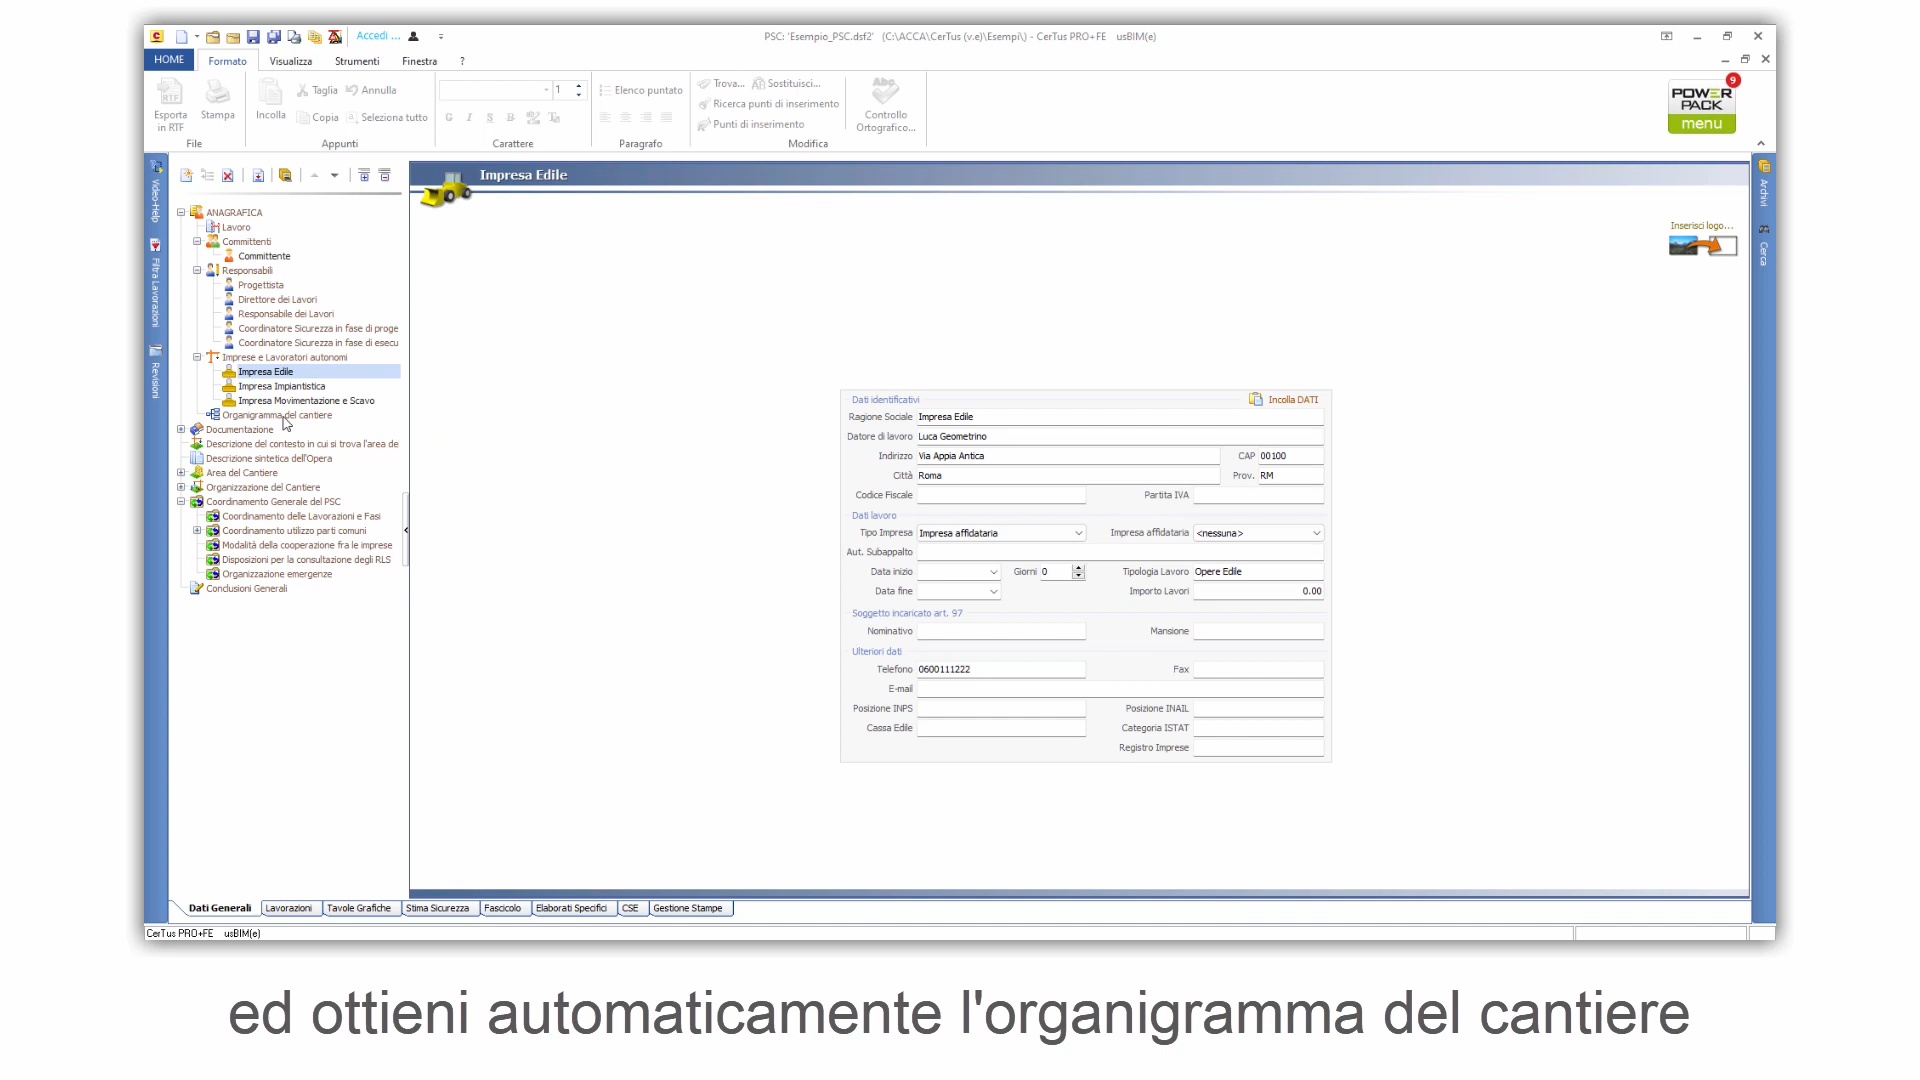 Accedi ...
PSC: 'Esempio_PSC.dsf2' (C:\ACCA\CerTus (v.e)\Esempi\) - CerTus PRO+FE usBIM(e)
HOME Formato Visualizza Strumenti Finestra ?
Esporta in RTF
Stampa
File
Incolla
Taglia
Annulla
Copia
Seleziona tutto
Appunti
1
G I S B
Carattere
Elenco puntato
Paragrafo
Trova...
Sostituisci...
Ricerca punti di inserimento
Punti di inserimento
Modifica
Abc
Controllo
Ortografico...
9
POWER
PACK
menu
Video-Help
Filtra Lavorazioni
Revisioni
ANAGRAFICA
Lavoro
Committenti
Committente
Responsabili
Progettista
Direttore dei Lavori
Responsabile dei Lavori
Coordinatore Sicurezza in fase di proge
Coordinatore Sicurezza in fase di esecu
Imprese e Lavoratori autonomi
Impresa Edile
Impresa Impiantistica
Impresa Movimentazione e Scavo
Organigramma del cantiere
Documentazione
Descrizione del contesto in cui si trova l'area de
Descrizione sintetica dell'Opera
Area del Cantiere
Organizzazione del Cantiere
Coordinamento Generale del PSC
Coordinamento delle Lavorazioni e Fasi
Coordinamento utilizzo parti comuni
Modalità della cooperazione fra le imprese
Disposizioni per la consultazione degli RLS
Organizzazione emergenze
Conclusioni Generali
Impresa Edile
Inserisci logo...
Archivi
Cerca
Dati identificativi
Incolla DATI
Ragione Sociale Impresa Edile
Datore di lavoro Luca Geometrino
Indirizzo Via Appia Antica CAP 00100
Città Roma Prov. RM
Codice Fiscale Partita IVA
Dati lavoro
Tipo Impresa Impresa affidataria Impresa affidataria <nessuna>
Aut. Subappalto
Data inizio Giorni 0 Tipologia Lavoro Opere Edile
Data fine Importo Lavori 0.00
Soggetto incaricato art. 97
Nominativo Mansione
Ulteriori dati
Telefono 0600111222 Fax
E-mail
Posizione INPS Posizione INAIL
Cassa Edile Categoria ISTAT
Registro Imprese
Dati Generali Lavorazioni Tavole Grafiche Stima Sicurezza Fascicolo Elaborati Specifici CSE Gestione Stampe
CerTus PRO+FE usBIM(e)
ed ottieni automaticamente l'organigramma del cantiere